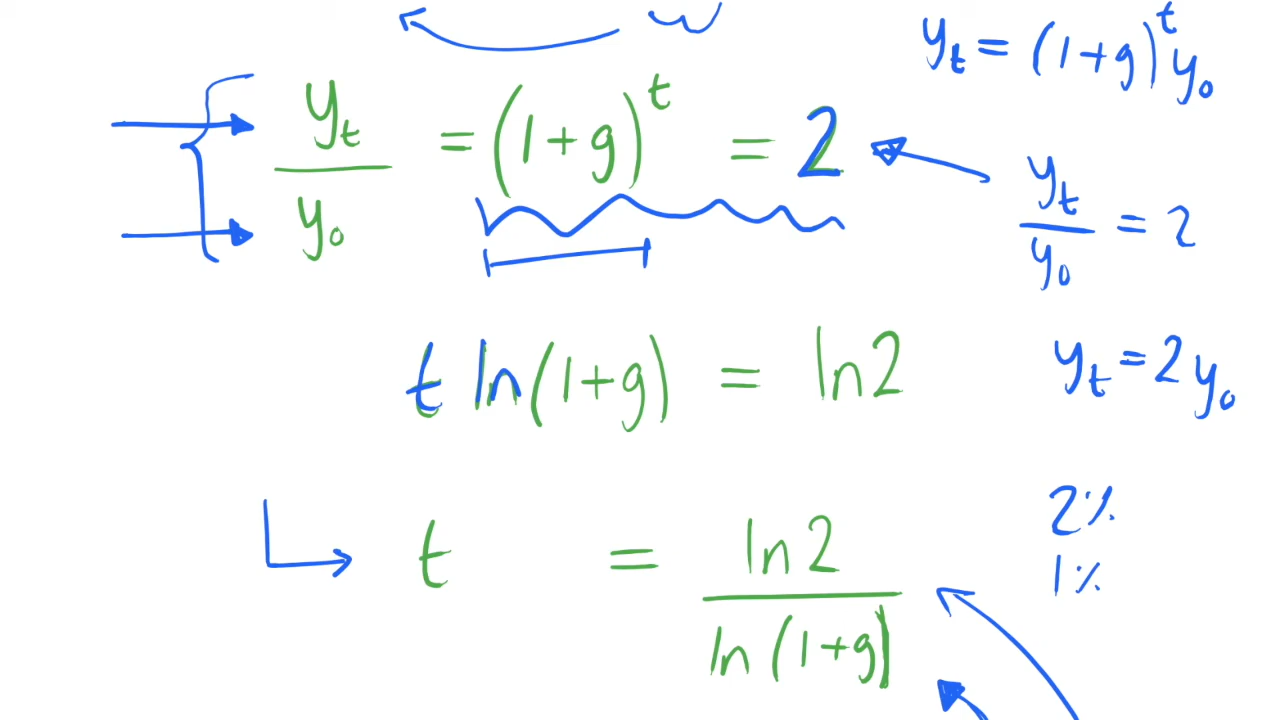 y_t = (1+g)^t y_0
y_t / y_0 = (1+g)^t = 2
y_t / y_0 = 2
t ln(1+g) = ln2
y_t = 2y_0
2%
1%
t = ln2 / ln(1+g)